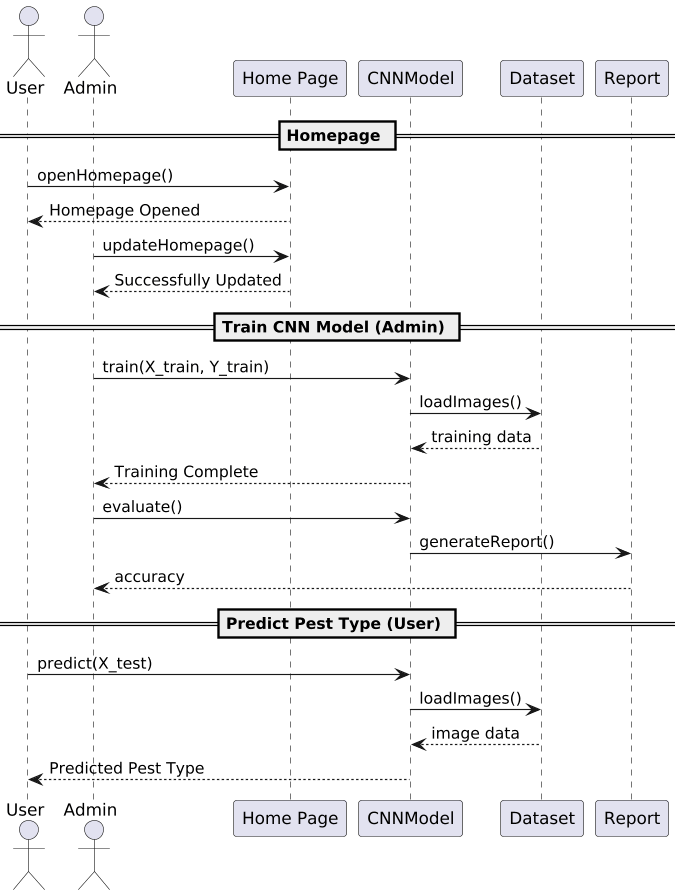 User Admin Home Page CNNModel Dataset Report
Homepage
openHomepage()
Homepage Opened
updateHomepage()
Successfully Updated
Train CNN Model (Admin)
train(X_train, Y_train)
loadImages()
training data
Training Complete
evaluate()
generateReport()
accuracy
Predict Pest Type (User)
predict(X_test)
loadImages()
image data
Predicted Pest Type
User Admin Home Page CNNModel Dataset Report